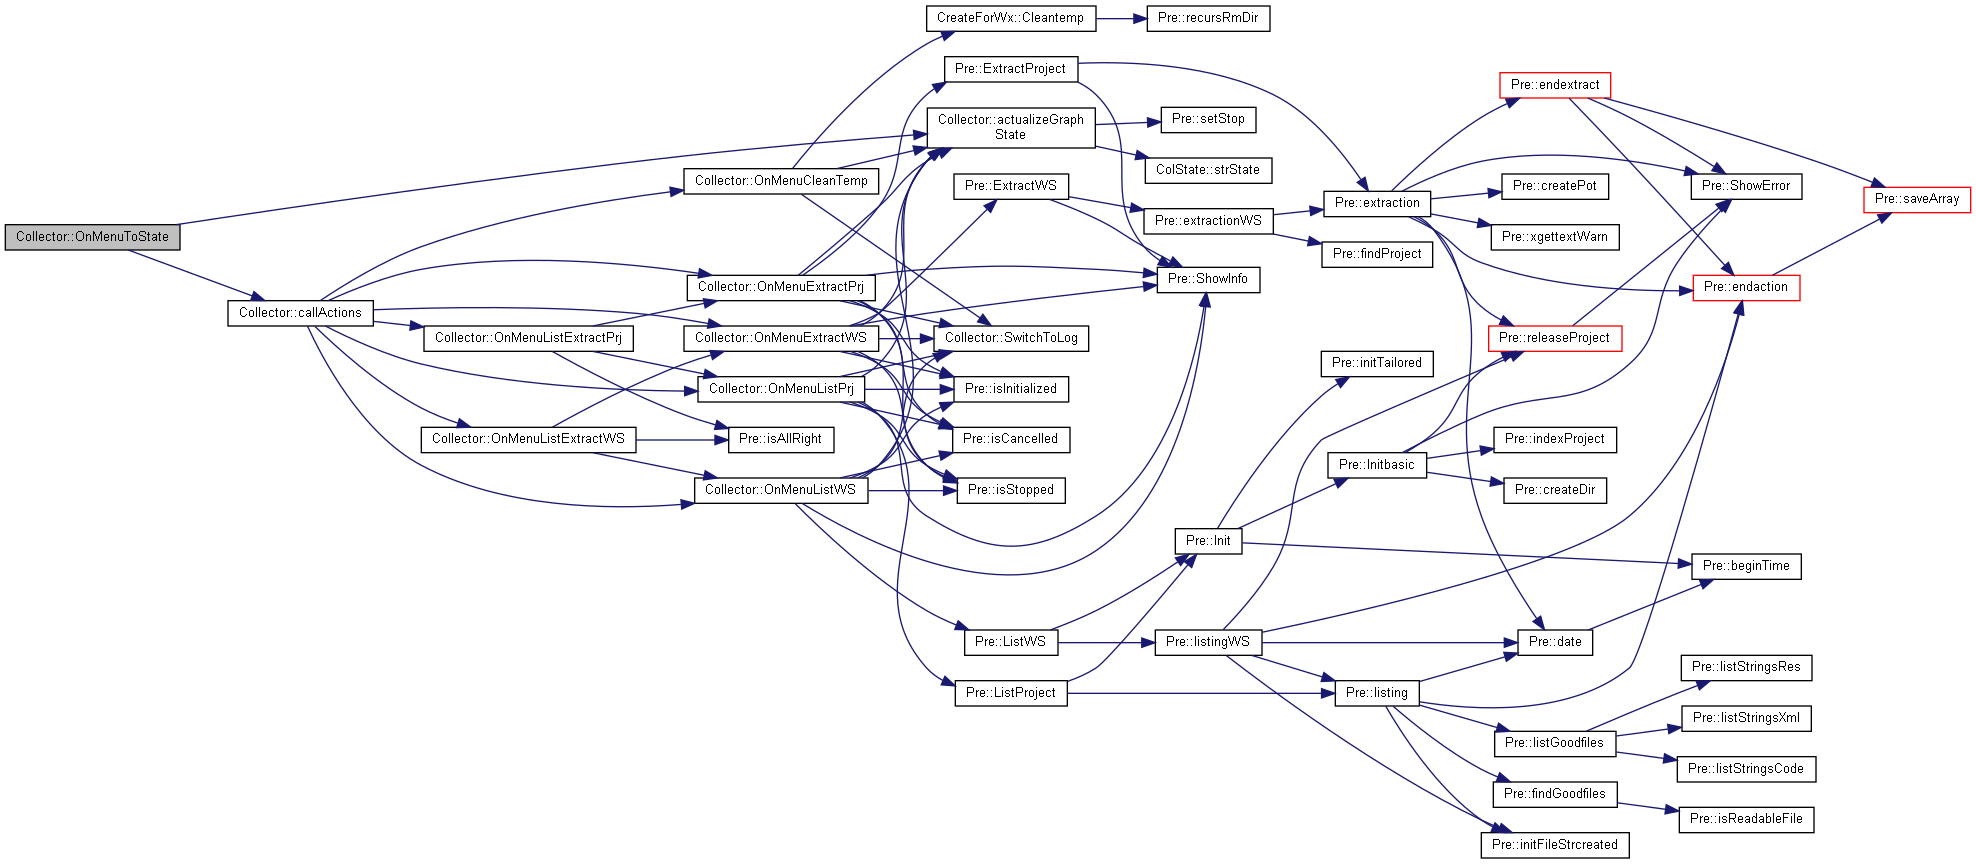 Collector::OnMenuToState
Collector::callActions
Collector::OnMenuListExtractPrj
Collector::OnMenuListExtractWS
Collector::OnMenuCleanTemp
Collector::OnMenuExtractPrj
Collector::OnMenuExtractWS
Collector::OnMenuListPrj
Pre::isAllRight
Collector::OnMenuListWS
CreateForWx::Cleantemp
Pre::ExtractProject
Collector::actualizeGraph
State
Pre::ExtractWS
Collector::SwitchToLog
Pre::isInitialized
Pre::isCancelled
Pre::isStopped
Pre::ListWS
Pre::ListProject
Pre::recursRmDir
Pre::setStop
ColState::strState
Pre::extractionWS
Pre::ShowInfo
Pre::Init
Pre::listingWS
Pre::extraction
Pre::findProject
Pre::initTailored
Pre::Initbasic
Pre::listing
Pre::endextract
Pre::createPot
Pre::xgettextWarn
Pre::releaseProject
Pre::indexProject
Pre::createDir
Pre::date
Pre::listGoodfiles
Pre::findGoodfiles
Pre::initFileStrcreated
Pre::ShowError
Pre::endaction
Pre::beginTime
Pre::listStringsRes
Pre::listStringsXml
Pre::listStringsCode
Pre::isReadableFile
Pre::saveArray